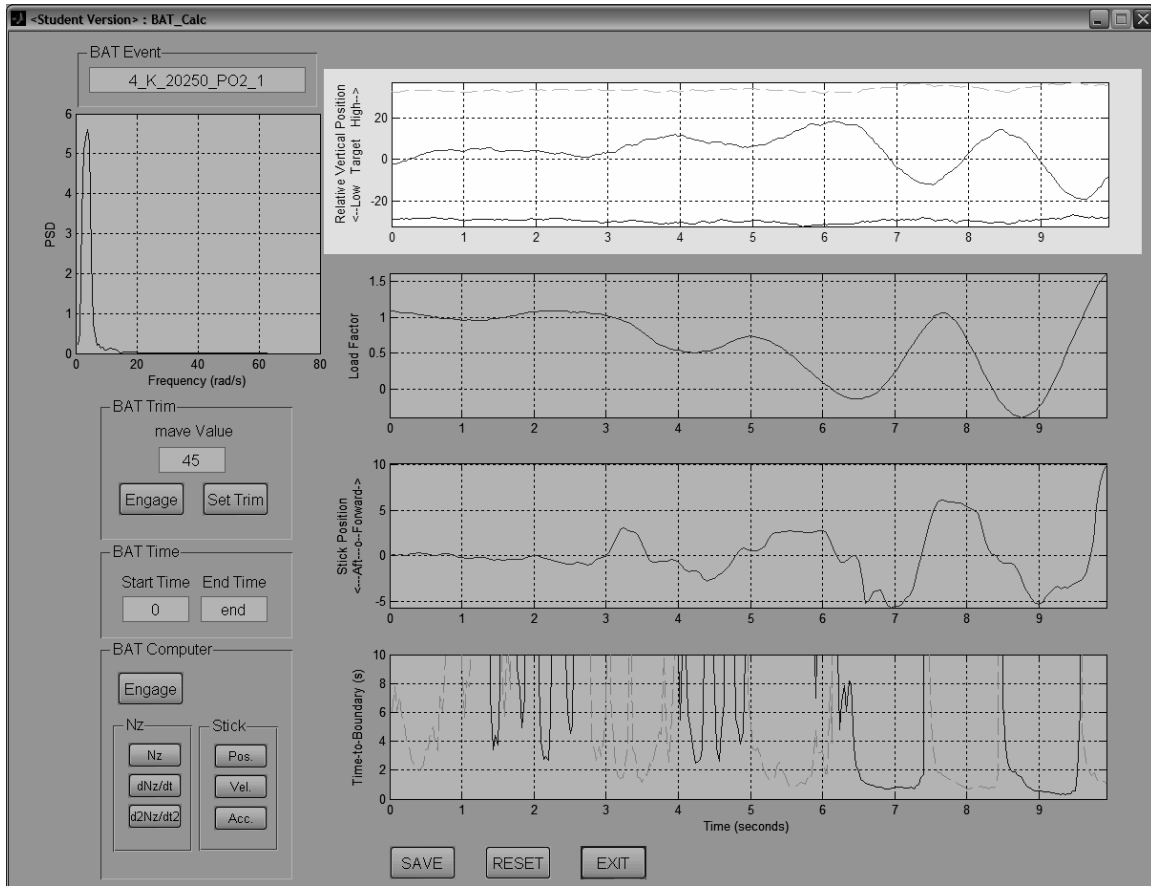 <Student Version> : BAT_Calc
BAT Event
4_K_20250_PO2_1
6
5
4
3
2
1
0
PSD
0 20 40 60 80
Frequency (rad/s)
BAT Trim
mave Value
45
Engage
Set Trim
BAT Time
Start Time End Time
0
end
BAT Computer
Engage
Nz
Nz
dNz/dt
d2Nz/dt2
Stick
Pos.
Vel.
Acc.
Relative Vertical Position
<--Low Target High-->
20
0
-20
0 1 2 3 4 5 6 7 8 9
Load Factor
1.5
1
0.5
0
0 1 2 3 4 5 6 7 8 9
Stick Position
<---Aft---o--Forward->
10
5
0
-5
0 1 2 3 4 5 6 7 8 9
Time-to-Boundary (s)
10
8
6
4
2
0
0 1 2 3 4 5 6 7 8 9
Time (seconds)
SAVE
RESET
EXIT